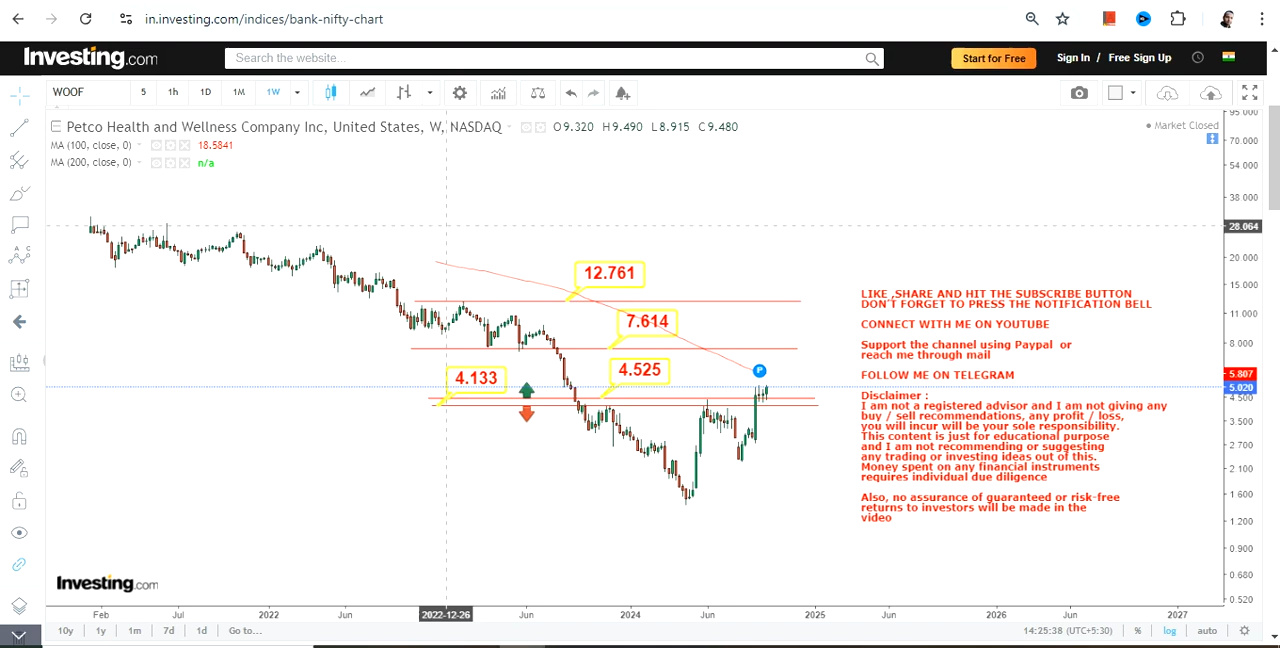 in.investing.com/indices/bank-nifty-chart
Investing.com
Search the website...
Start for Free
Sign In / Free Sign Up
WOOF
5 1h 1D 1M 1W
Petco Health and Wellness Company Inc, United States, W, NASDAQ O9.320 H9.490 L8.915 C9.480
Market Closed
MA (100, close, 0) 18.5841
MA (200, close, 0) n/a
95.000
70.000
54.000
38.000
28.064
20.000
15.000
11.000
8.000
5.807
5.020
4.500
3.500
2.700
2.100
1.600
1.200
0.900
0.680
0.520
12.761
7.614
4.525
4.133
P
LIKE ,SHARE AND HIT THE SUBSCRIBE BUTTON
DON'T FORGET TO PRESS THE NOTIFICATION BELL
CONNECT WITH ME ON YOUTUBE
Support the channel using Paypal or
reach me through mail
FOLLOW ME ON TELEGRAM
Disclaimer :
I am not a registered advisor and I am not giving any
buy / sell recommendations, any profit / loss,
you will incur will be your sole responsibility.
This content is just for educational purpose
and I am not recommending or suggesting
any trading or investing ideas out of this.
Money spent on any financial instruments
requires individual due diligence
Also, no assurance of guaranteed or risk-free
returns to investors will be made in the
video
Investing.com
Feb Jul 2022 Jun 2022-12-26 Jun 2024 Jun 2025 Jun 2026 Jun 2027
10y 1y 1m 7d 1d Go to...
14:25:38 (UTC+5:30) % log auto